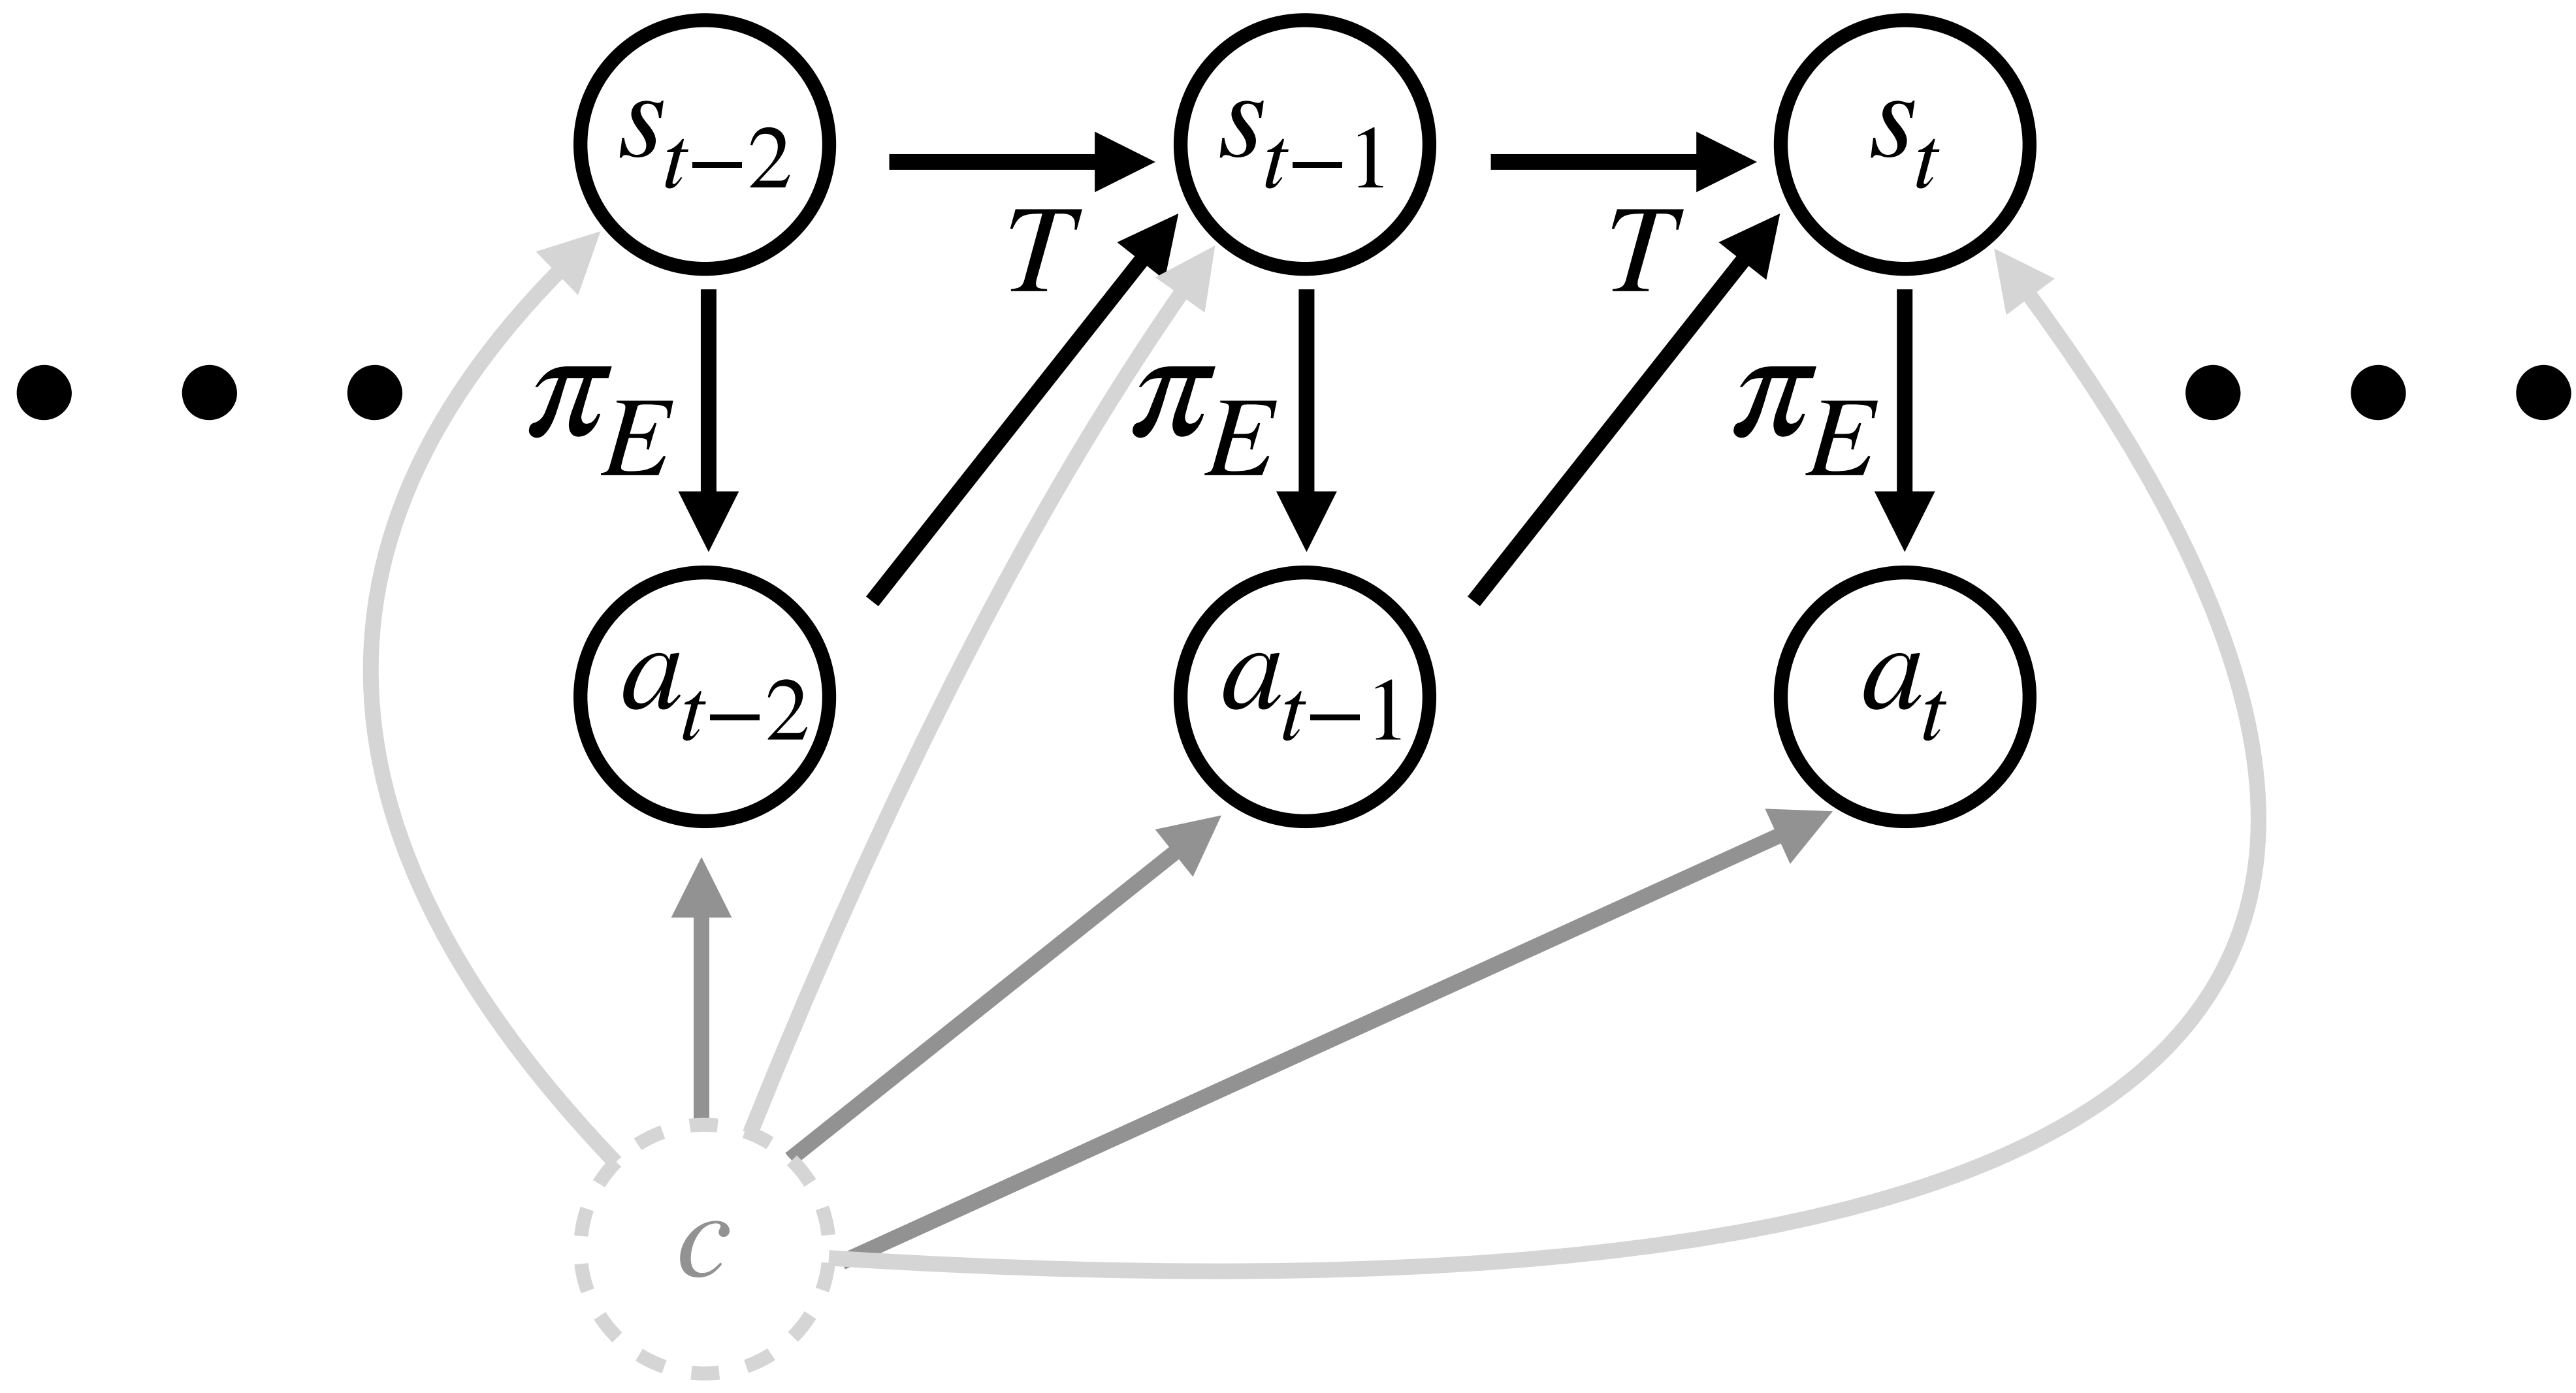 s_{t−2} s_{t−1} s_t
T T
π_E π_E π_E
a_{t−2} a_{t−1} a_t
c